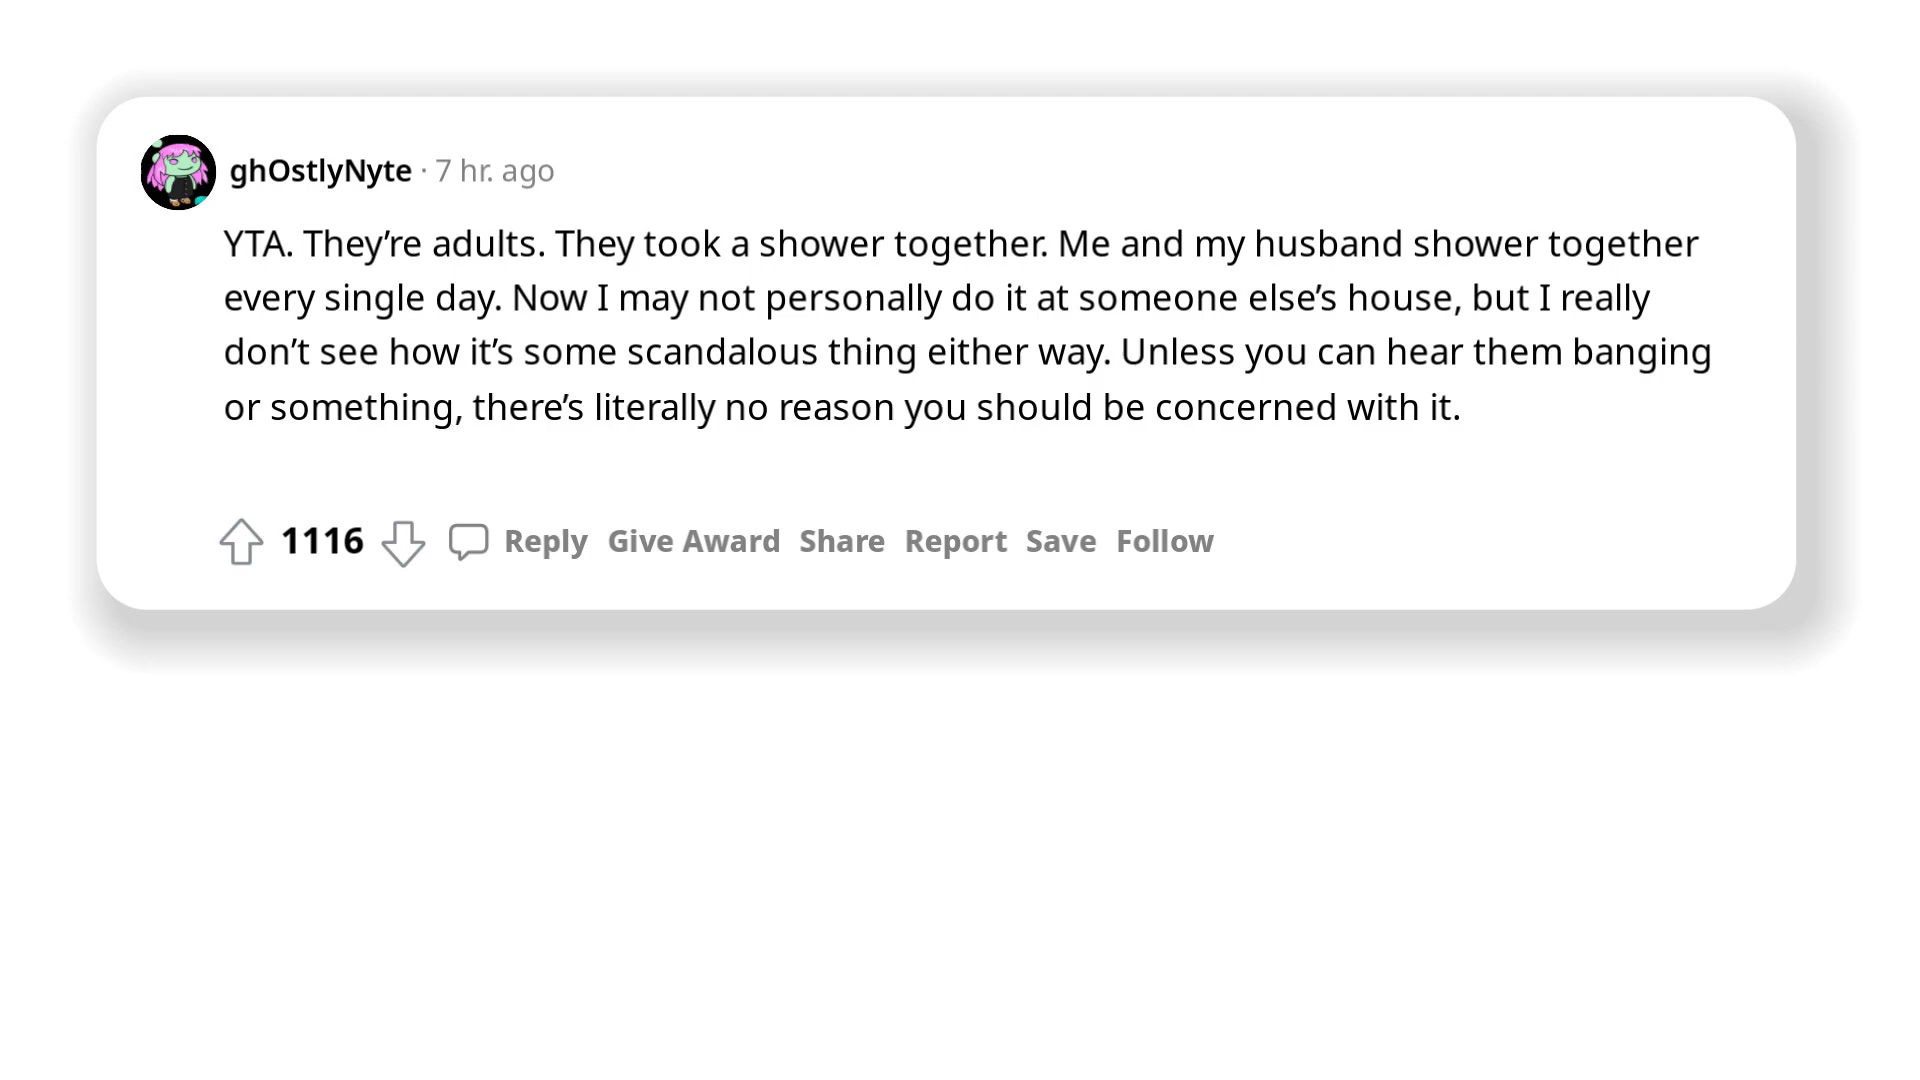 ghOstlyNyte · 7 hr. ago
YTA. They’re adults. They took a shower together. Me and my husband shower together
every single day. Now I may not personally do it at someone else’s house, but I really
don’t see how it’s some scandalous thing either way. Unless you can hear them banging
or something, there’s literally no reason you should be concerned with it.
1116 Reply Give Award Share Report Save Follow